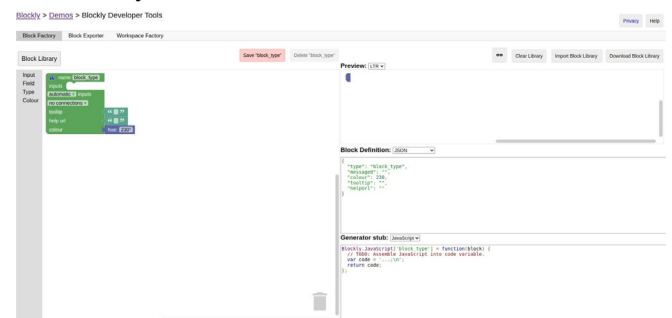 Blockly > Demos > Blockly Developer Tools
Privacy Help
Block Factory Block Exporter Workspace Factory
Block Library
Save "block_type" Delete "block_type"
Clear Library Import Block Library Download Block Library
Preview: LTR
Input
Field
Type
Colour
name block_type
inputs
automatic inputs
no connections
tooltip “ ”
help url “ ”
colour hue: 230°
Block Definition: JSON
{
"type": "block_type",
"message0": "",
"colour": 230,
"tooltip": "",
"helpUrl": ""
}
Generator stub: JavaScript
Blockly.JavaScript['block_type'] = function(block) {
// TODO: Assemble JavaScript into code variable.
var code = '...;\n';
return code;
};